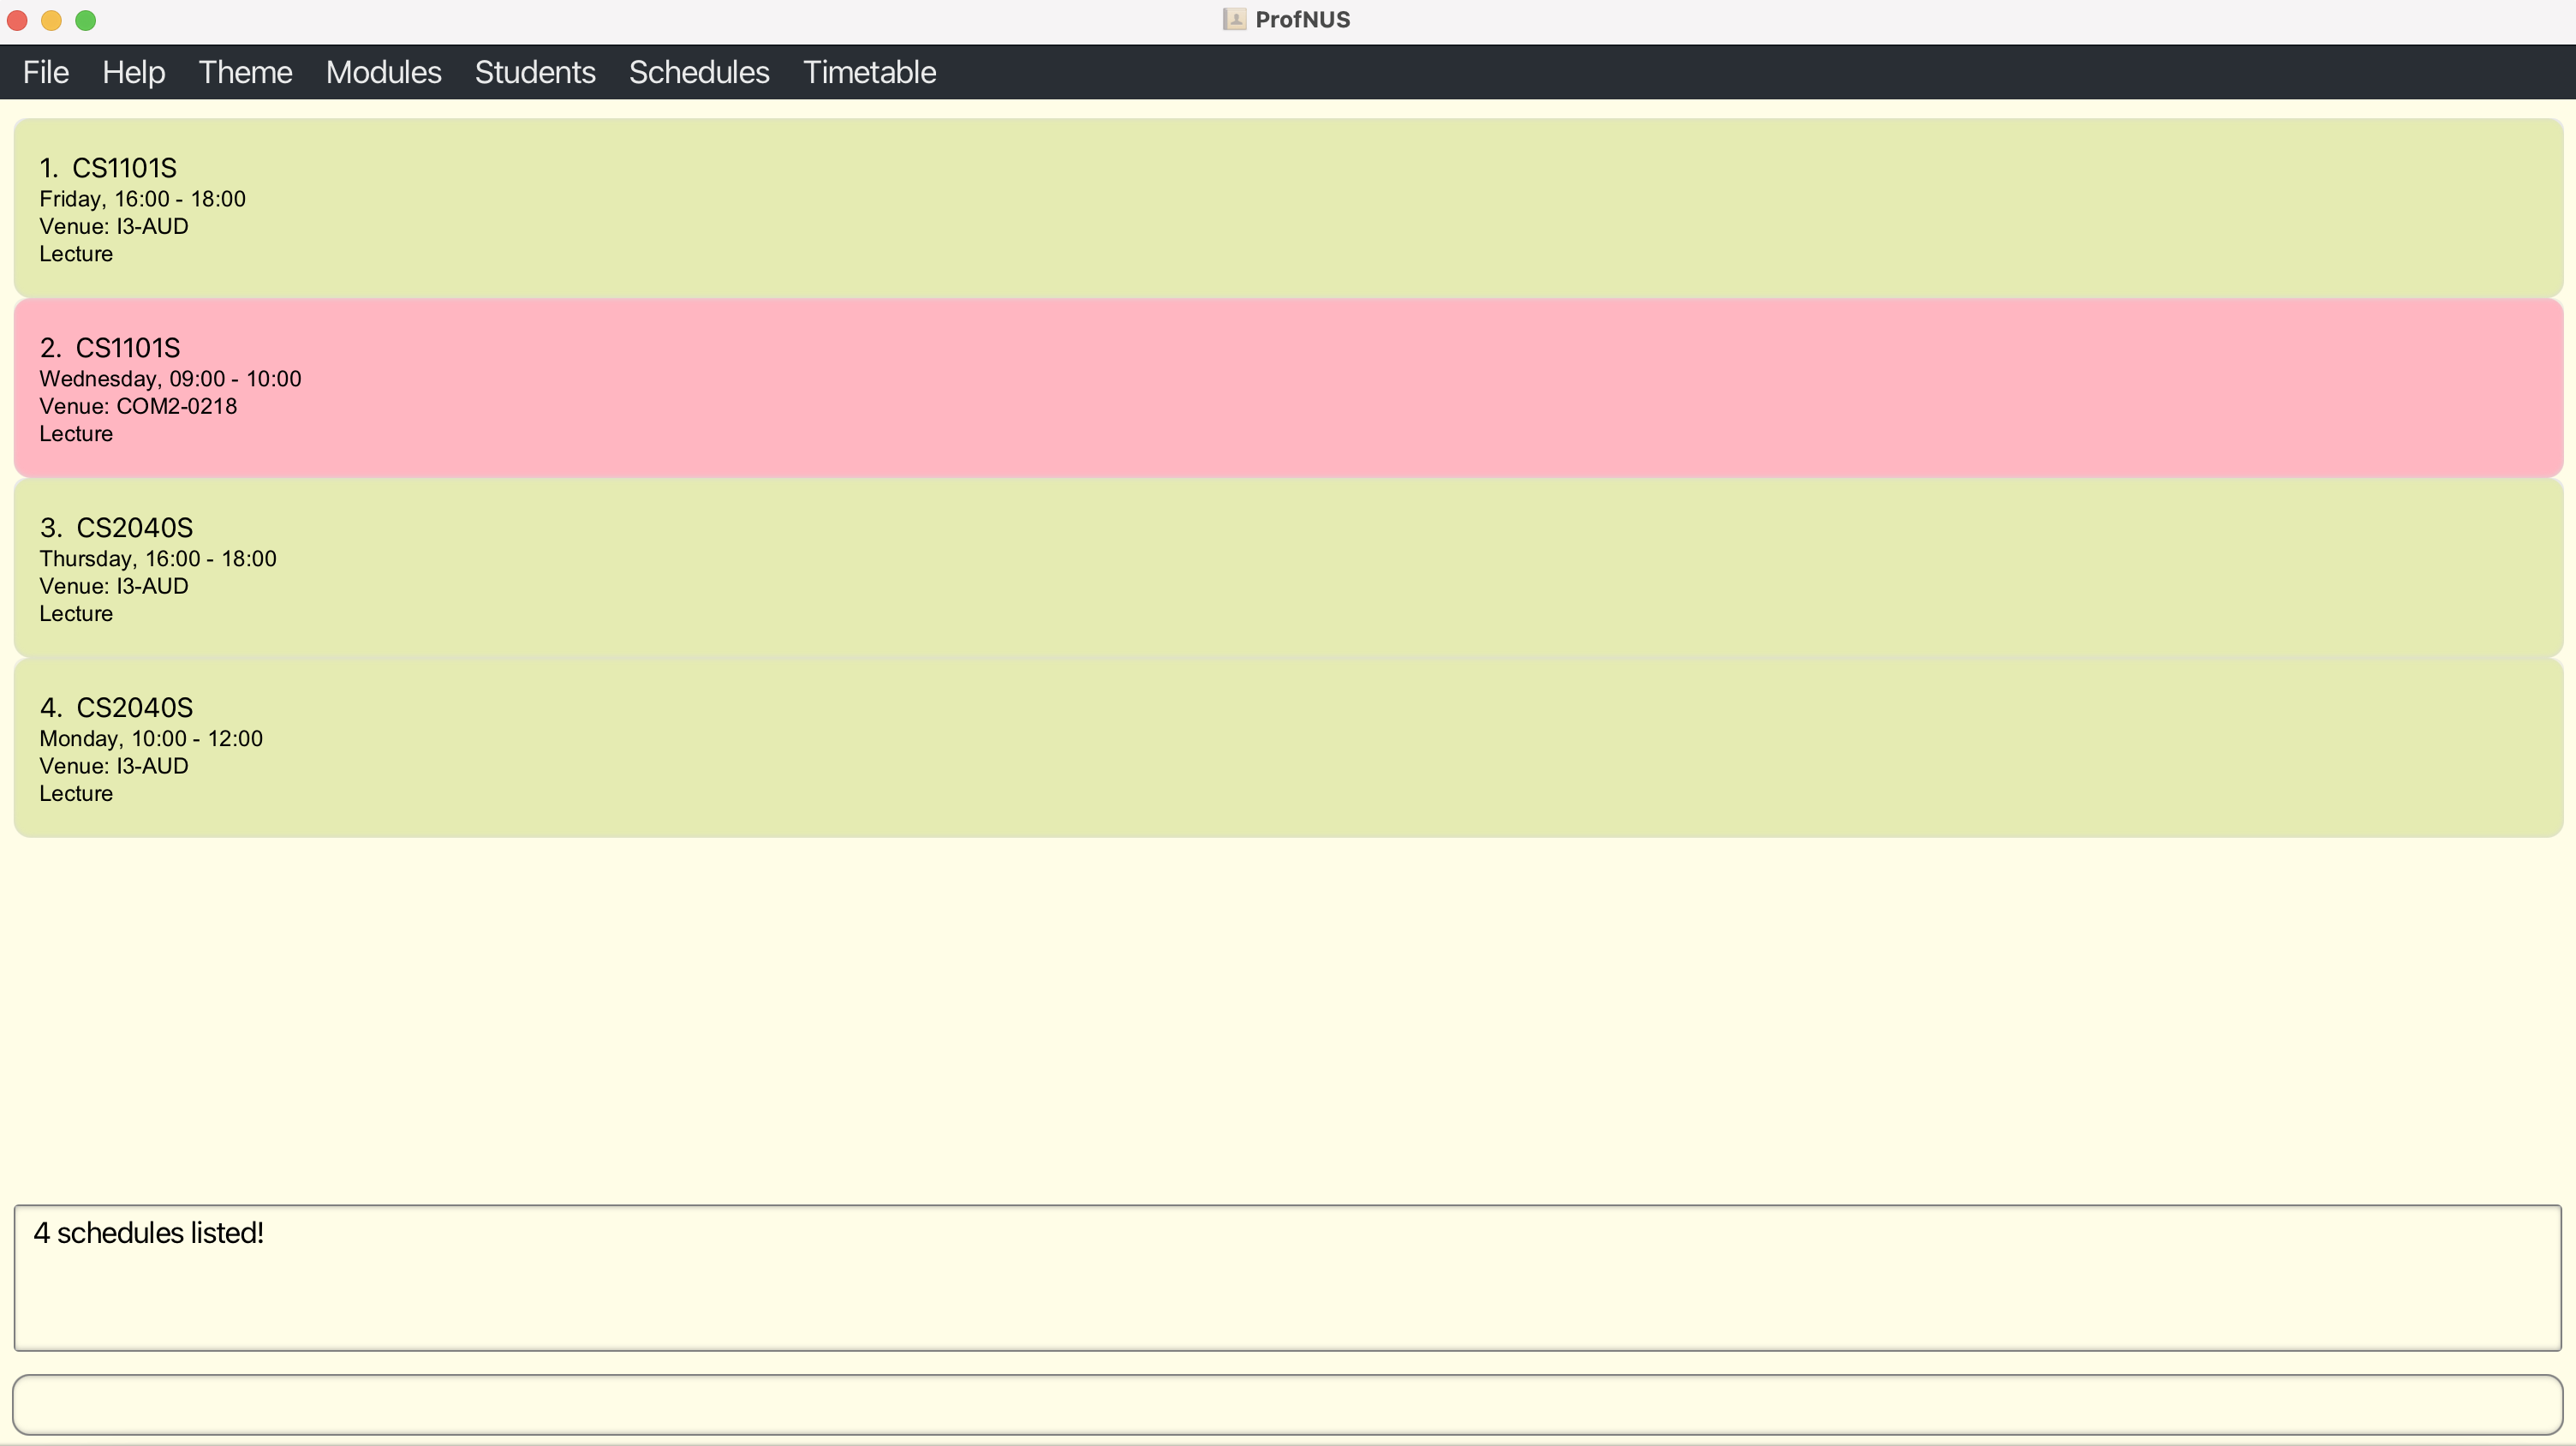 ProfNUS
File Help Theme Modules Students Schedules Timetable
1. CS1101S
Friday, 16:00 - 18:00
Venue: I3-AUD
Lecture
2. CS1101S
Wednesday, 09:00 - 10:00
Venue: COM2-0218
Lecture
3. CS2040S
Thursday, 16:00 - 18:00
Venue: I3-AUD
Lecture
4. CS2040S
Monday, 10:00 - 12:00
Venue: I3-AUD
Lecture
4 schedules listed!